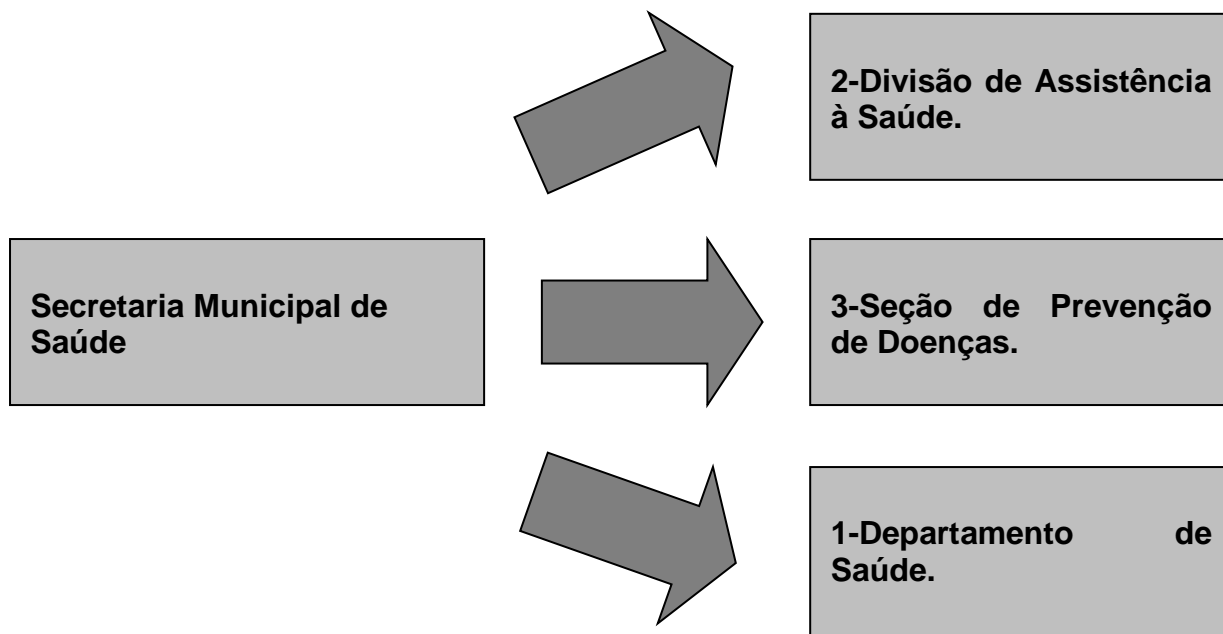 2-Divisão de Assistência
à Saúde.
Secretaria Municipal de
Saúde
3-Seção de Prevenção
de Doenças.
1-Departamento de
Saúde.